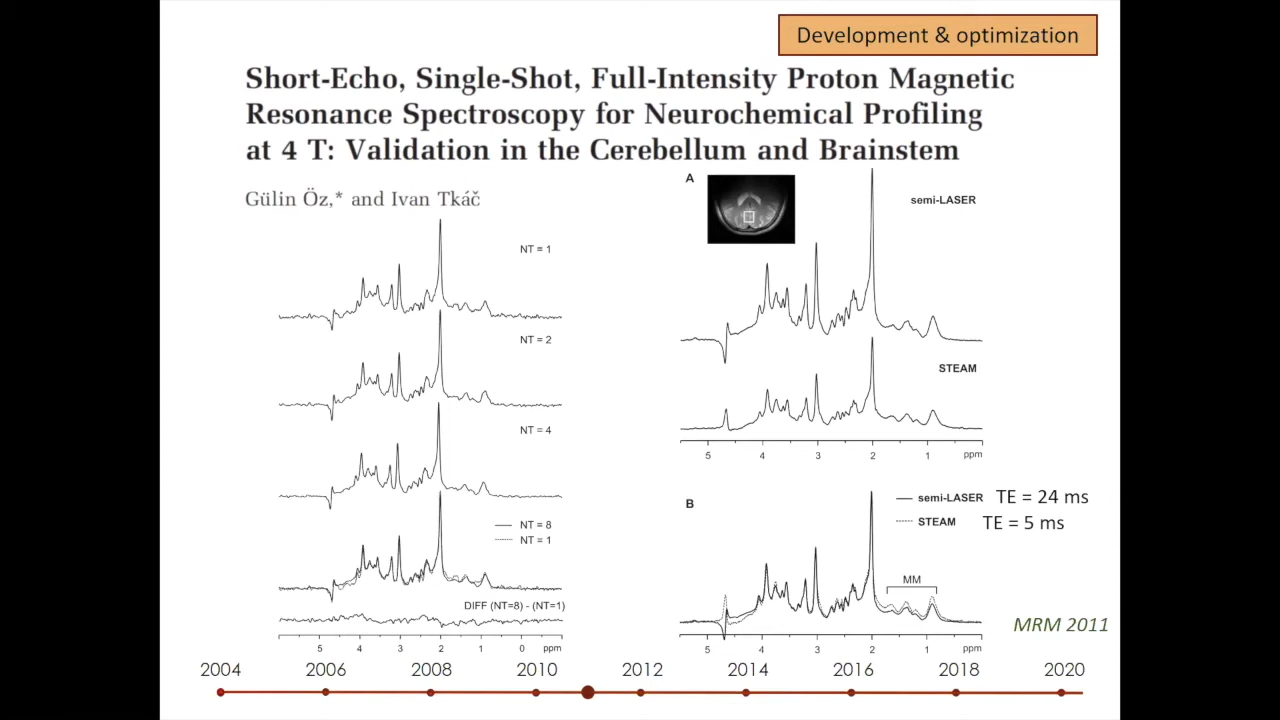 Development & optimization
Short-Echo, Single-Shot, Full-Intensity Proton Magnetic
Resonance Spectroscopy for Neurochemical Profiling
at 4 T: Validation in the Cerebellum and Brainstem
Gülin Öz,* and Ivan Tkáč
NT = 1
NT = 2
NT = 4
NT = 8
NT = 1
DIFF (NT=8) - (NT=1)
5 4 3 2 1 0 ppm
A
semi-LASER
STEAM
5 4 3 2 1 ppm
B
semi-LASER TE = 24 ms
STEAM TE = 5 ms
MM
5 4 3 2 1 ppm
MRM 2011
2004 2006 2008 2010 2012 2014 2016 2018 2020